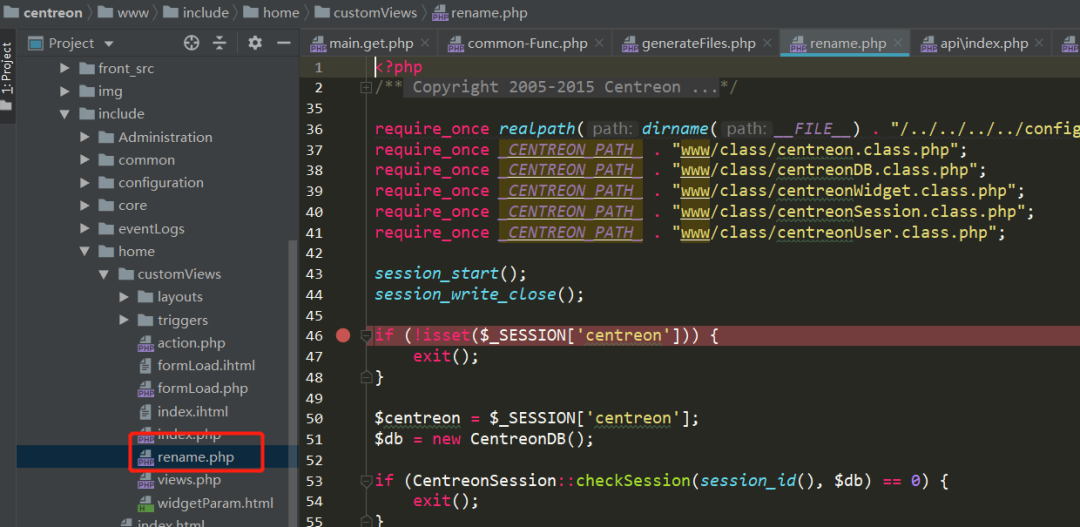 centreon www include home customViews rename.php
1: Project
Project
main.get.php common-Func.php generateFiles.php rename.php api\index.php
front_src
img
include
Administration
common
configuration
core
eventLogs
home
customViews
layouts
triggers
action.php
formLoad.ihtml
formLoad.php
index.ihtml
index.php
rename.php
views.php
widgetParam.html
index.html
1 <?php
2 /** Copyright 2005-2015 Centreon ...*/
35
36 require_once realpath( path: dirname( path: __FILE__) . "/../../../../config
37 require_once _CENTREON_PATH_ . "www/class/centreon.class.php";
38 require_once _CENTREON_PATH_ . "www/class/centreonDB.class.php";
39 require_once _CENTREON_PATH_ . "www/class/centreonWidget.class.php";
40 require_once _CENTREON_PATH_ . "www/class/centreonSession.class.php";
41 require_once _CENTREON_PATH_ . "www/class/centreonUser.class.php";
42
43 session_start();
44 session_write_close();
45
46 if (!isset($_SESSION['centreon'])) {
47 exit();
48 }
49
50 $centreon = $_SESSION['centreon'];
51 $db = new CentreonDB();
52
53 if (CentreonSession::checkSession(session_id(), $db) == 0) {
54 exit();
55 }